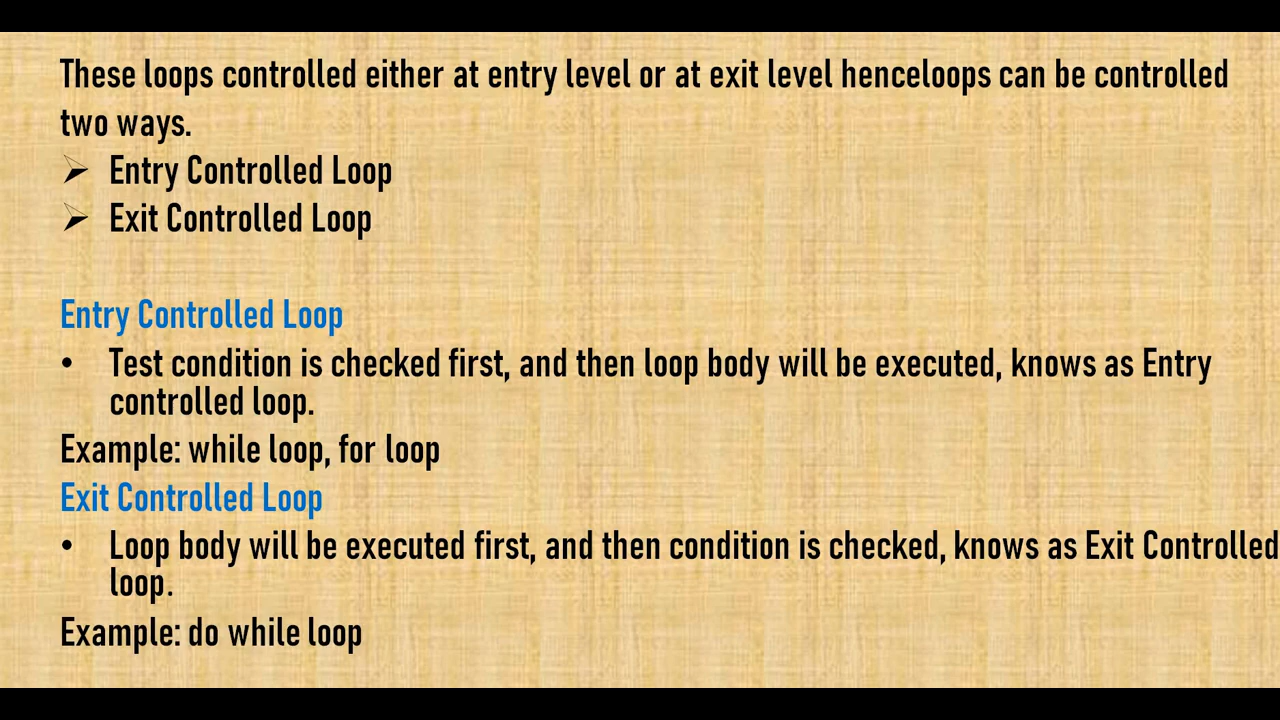 These loops controlled either at entry level or at exit level henceloops can be controlled
two ways.
➢ Entry Controlled Loop
➢ Exit Controlled Loop
Entry Controlled Loop
• Test condition is checked first, and then loop body will be executed, knows as Entry
controlled loop.
Example: while loop, for loop
Exit Controlled Loop
• Loop body will be executed first, and then condition is checked, knows as Exit Controlled
loop.
Example: do while loop